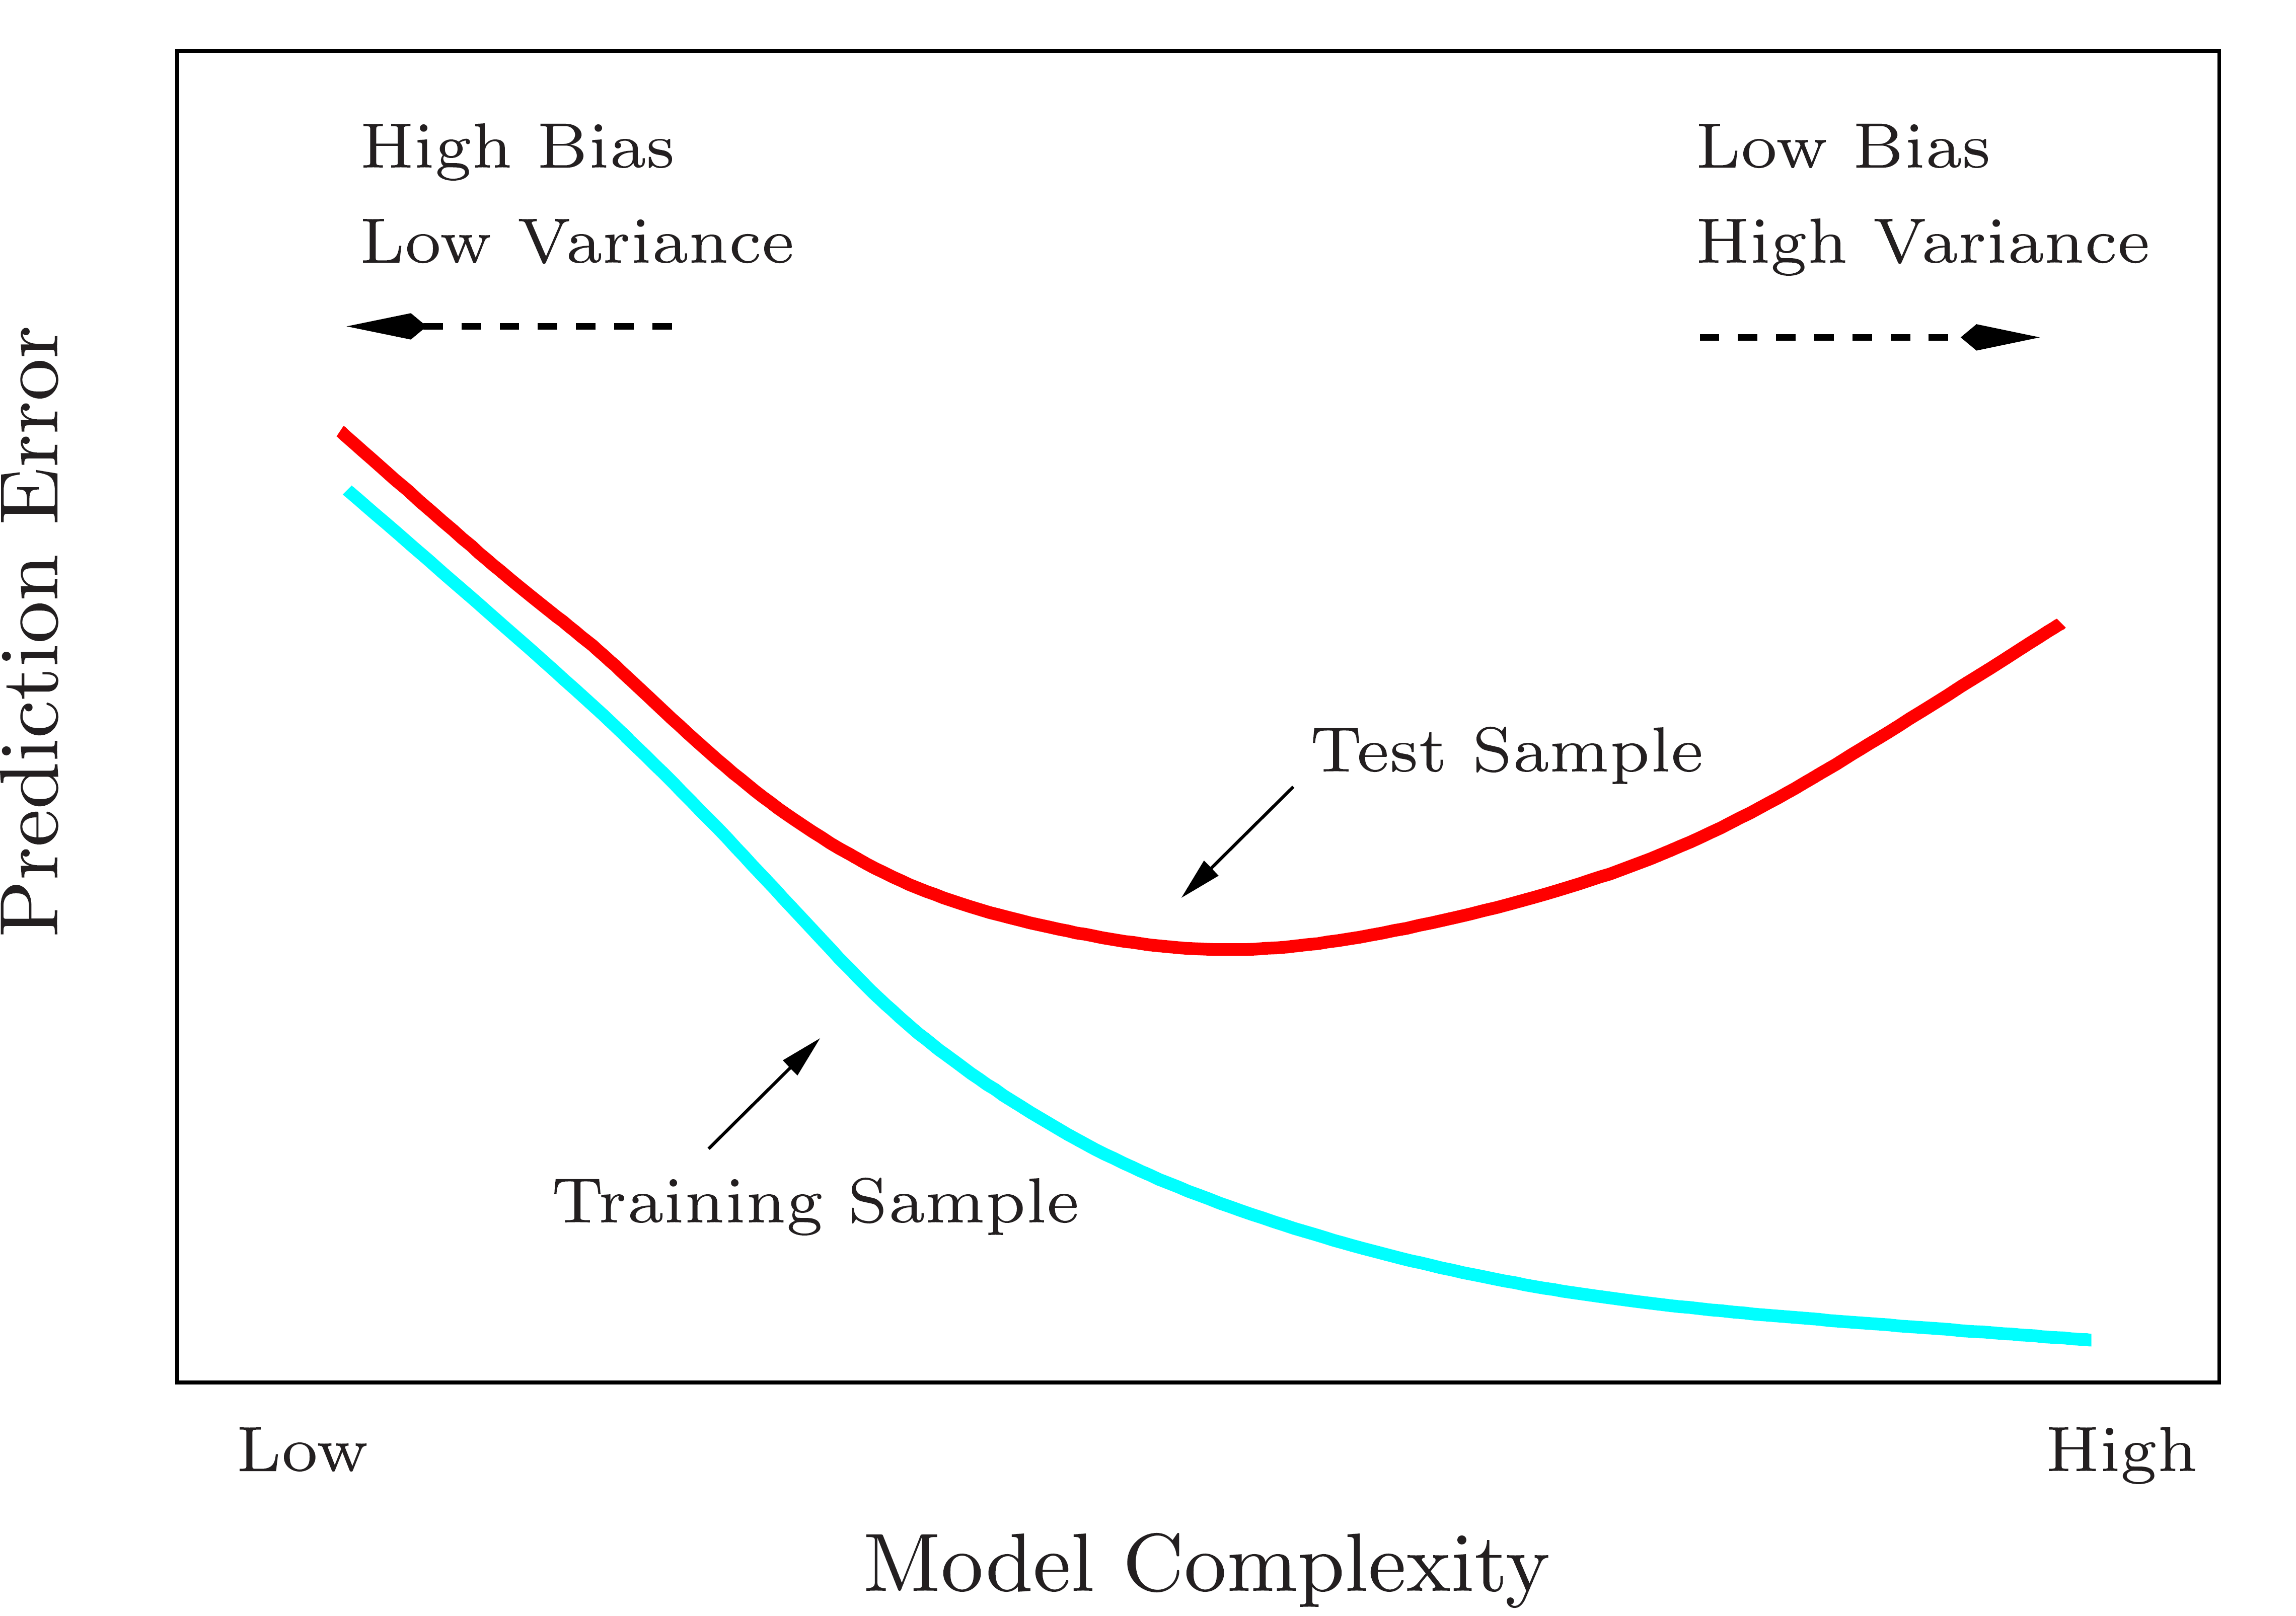 High Bias
Low Variance
Low Bias
High Variance
Prediction Error
Test Sample
Training Sample
Low
High
Model Complexity